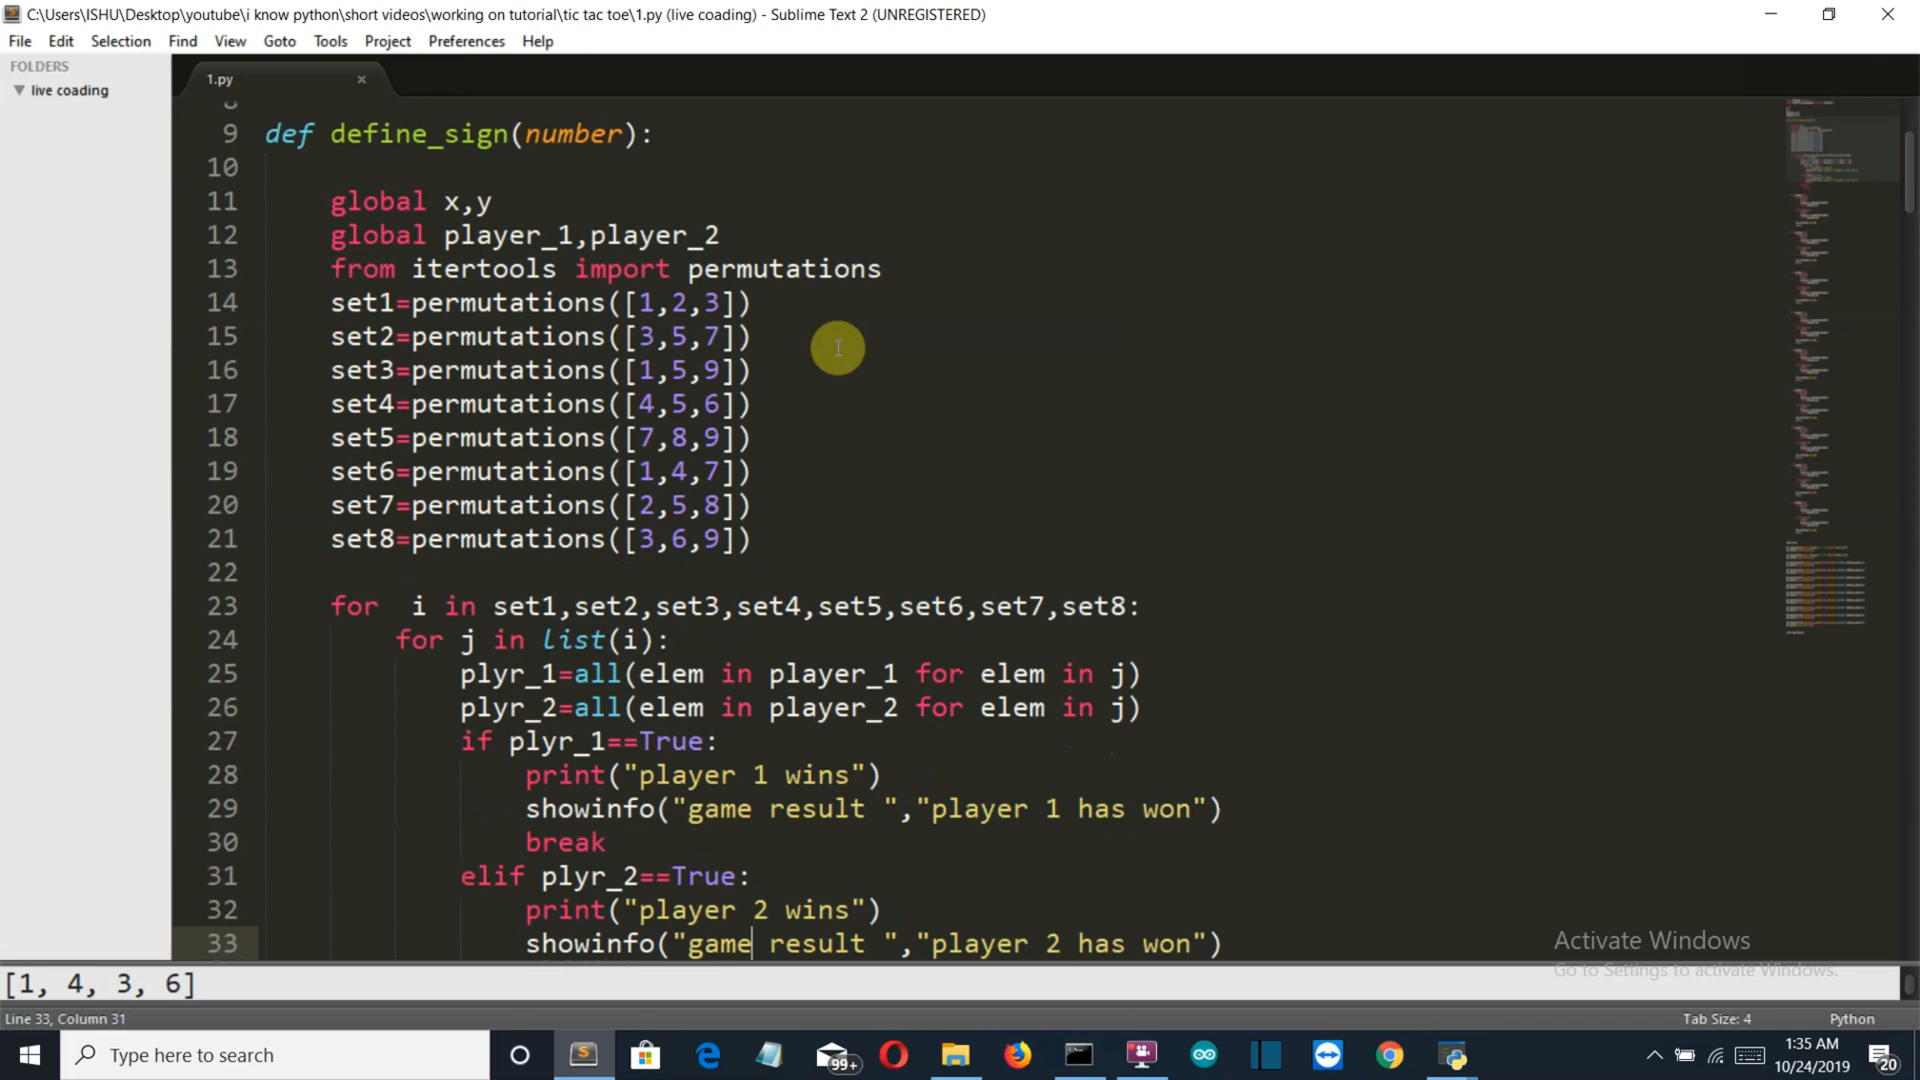 C:\Users\ISHU\Desktop\youtube\i know python\short videos\working on tutorial\tic tac toe\1.py (live coading) - Sublime Text 2 (UNREGISTERED)
File Edit Selection Find View Goto Tools Project Preferences Help
FOLDERS
live coading
1.py
9 def define_sign(number):
10
11 global x,y
12 global player_1,player_2
13 from itertools import permutations
14 set1=permutations([1,2,3])
15 set2=permutations([3,5,7])
16 set3=permutations([1,5,9])
17 set4=permutations([4,5,6])
18 set5=permutations([7,8,9])
19 set6=permutations([1,4,7])
20 set7=permutations([2,5,8])
21 set8=permutations([3,6,9])
22
23 for i in set1,set2,set3,set4,set5,set6,set7,set8:
24 for j in list(i):
25 plyr_1=all(elem in player_1 for elem in j)
26 plyr_2=all(elem in player_2 for elem in j)
27 if plyr_1==True:
28 print("player 1 wins")
29 showinfo("game result ","player 1 has won")
30 break
31 elif plyr_2==True:
32 print("player 2 wins")
33 showinfo("game result ","player 2 has won")
Activate Windows
Go to Settings to activate Windows.
[1, 4, 3, 6]
Line 33, Column 31
Tab Size: 4
Python
Type here to search
99+
1:35 AM
10/24/2019
20